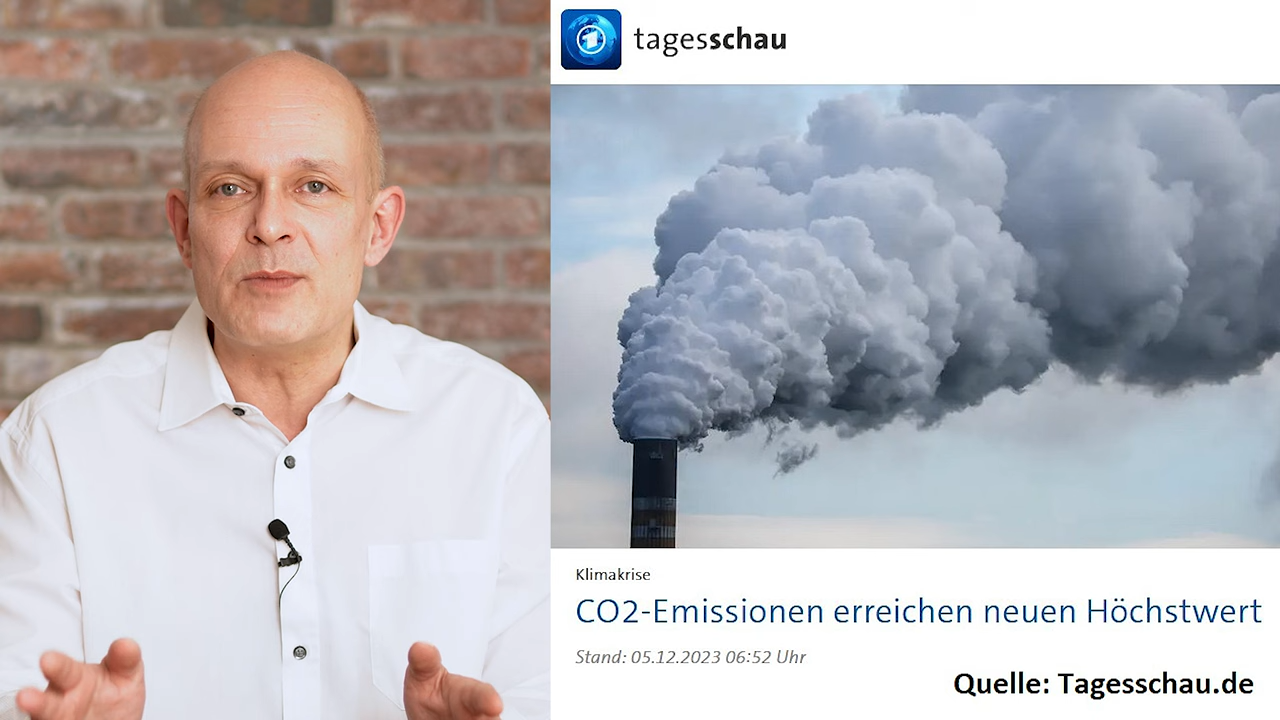 tagesschau
Klimakrise
CO2-Emissionen erreichen neuen Höchstwert
Stand: 05.12.2023 06:52 Uhr
Quelle: Tagesschau.de